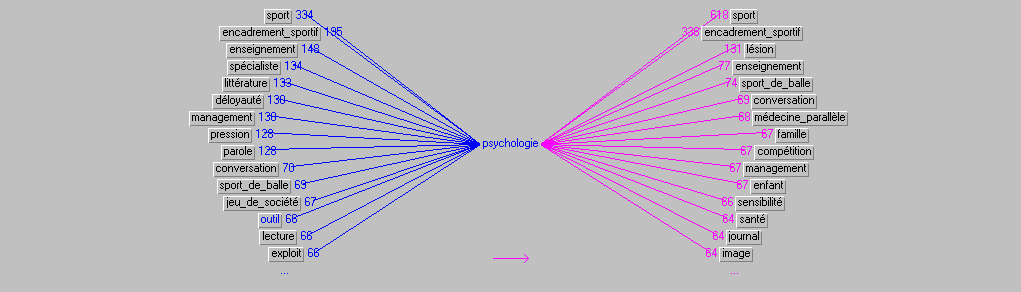 sport 334 618 sport
encadrement_sportif 195 338 encadrement_sportif
enseignement 148 131 lésion
spécialiste 134 77 enseignement
littérature 133 74 sport_de_balle
déloyauté 130 69 conversation
management 130 68 médecine_parallèle
pression 128 67 famille
psychologie
parole 128 67 compétition
conversation 70 67 management
sport_de_balle 69 67 enfant
jeu_de_société 67 66 sensibilité
outil 66 64 santé
lecture 66 64 journal
exploit 66 64 image
... ...